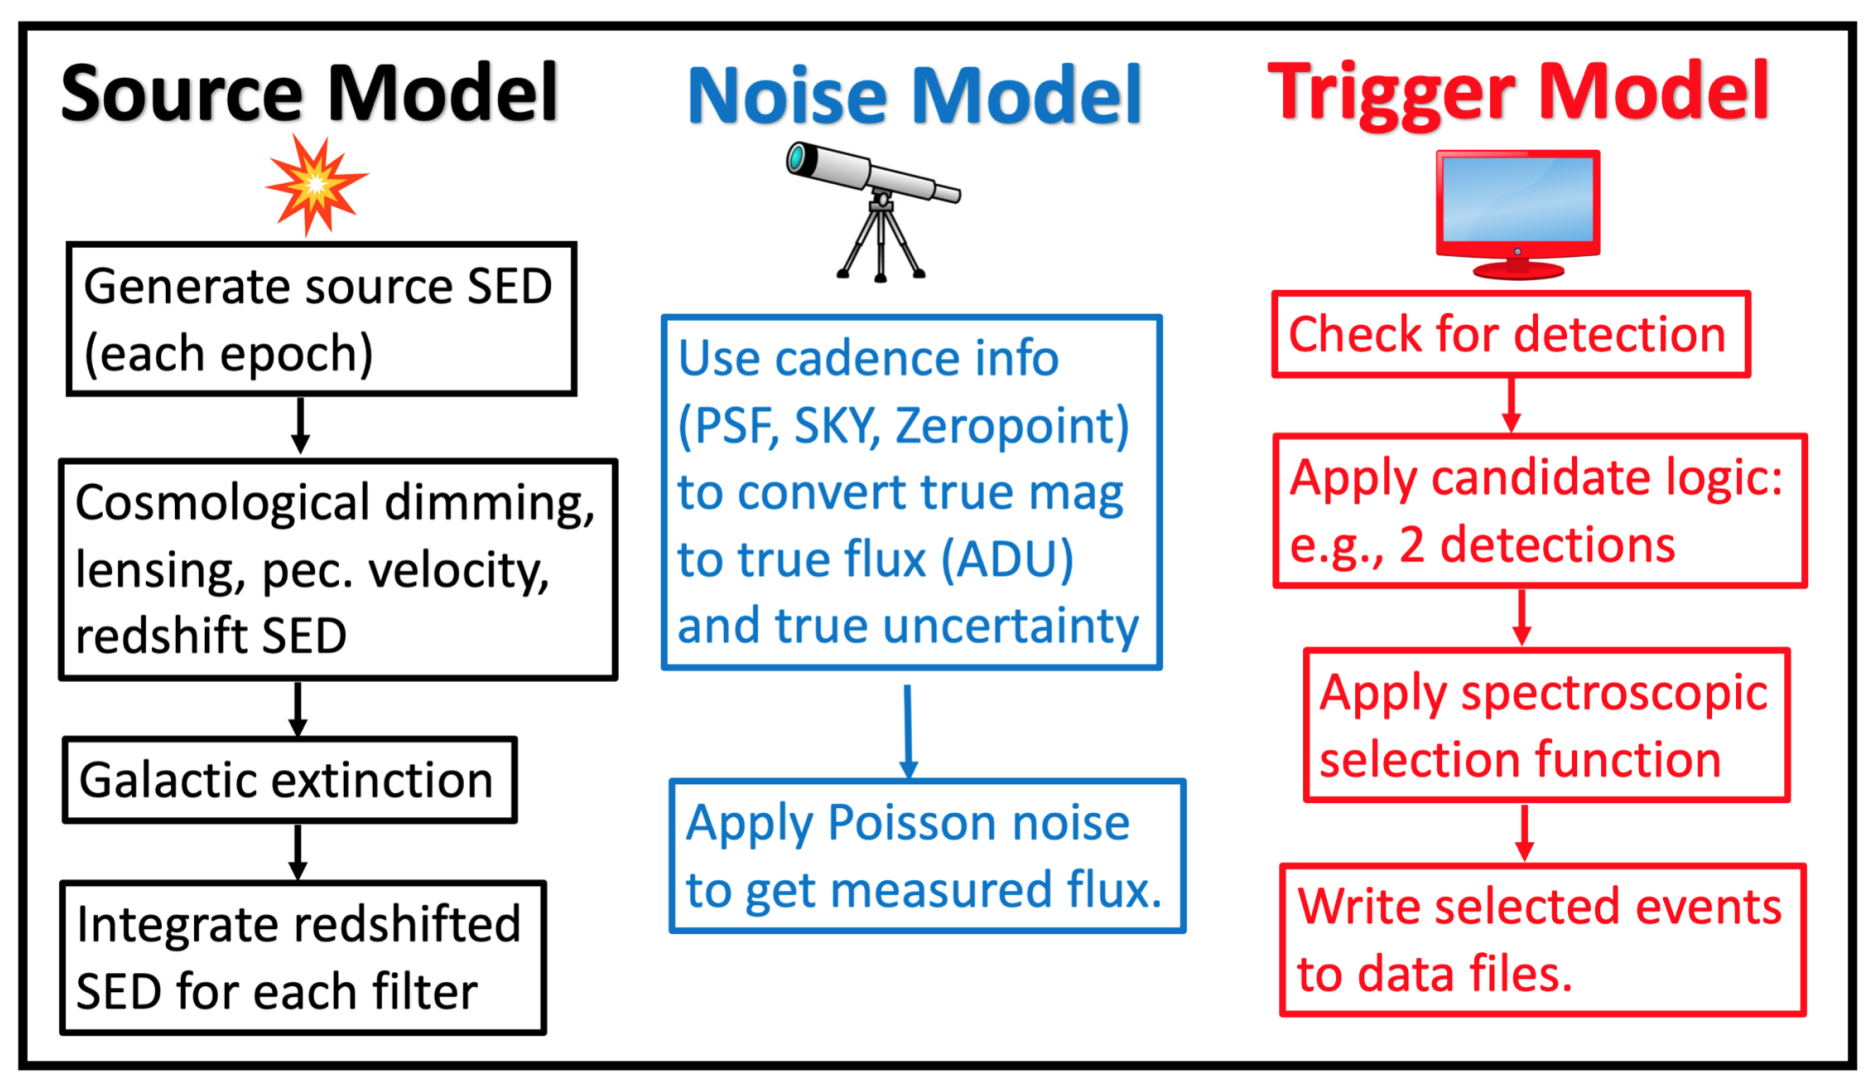 Source Model
Generate source SED
(each epoch)
Cosmological dimming,
lensing, pec. velocity,
redshift SED
Galactic extinction
Integrate redshifted
SED for each filter
Noise Model
Use cadence info
(PSF, SKY, Zeropoint)
to convert true mag
to true flux (ADU)
and true uncertainty
Apply Poisson noise
to get measured flux.
Trigger Model
Check for detection
Apply candidate logic:
e.g., 2 detections
Apply spectroscopic
selection function
Write selected events
to data files.